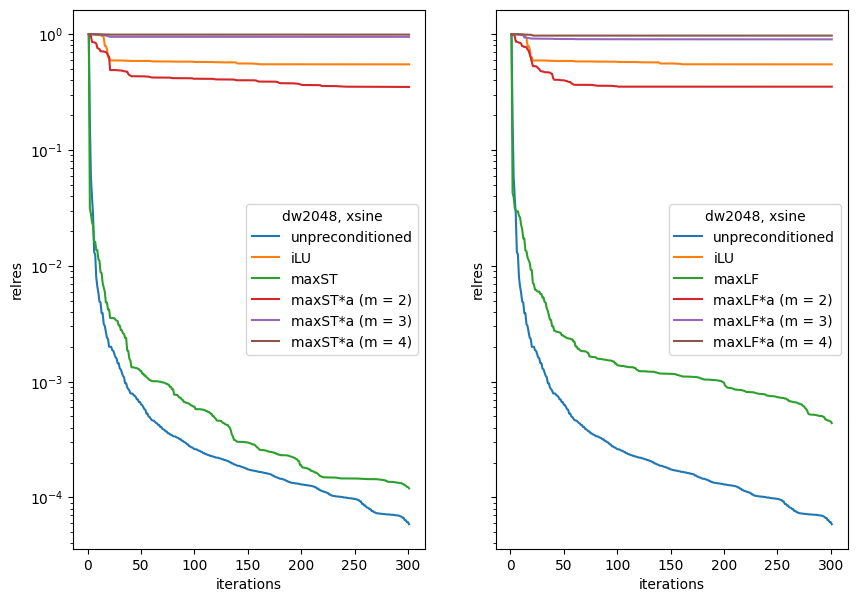 10⁰
10⁻¹
10⁻²
10⁻³
10⁻⁴
relres
0 50 100 150 200 250 300
iterations
dw2048, xsine
unpreconditioned
iLU
maxST
maxST*a (m = 2)
maxST*a (m = 3)
maxST*a (m = 4)
relres
0 50 100 150 200 250 300
iterations
dw2048, xsine
unpreconditioned
iLU
maxLF
maxLF*a (m = 2)
maxLF*a (m = 3)
maxLF*a (m = 4)